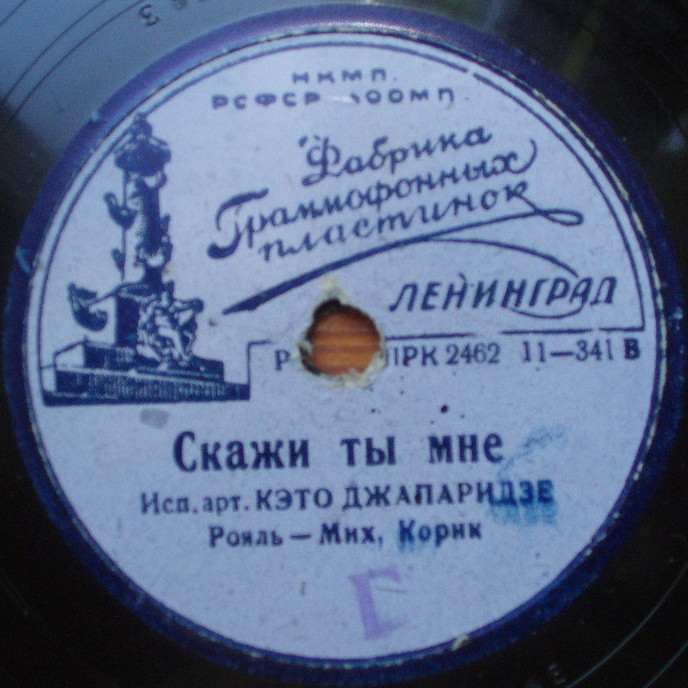 НКМП.
РСФСР ООМП.
Фабрика
Граммофонных
пластинок
ЛЕНИНГРАД
2462 11—341 В
Скажи ты мне
Исп. арт. КЭТО ДЖАПАРИДЗЕ
Рояль — Мих. Корик
Г